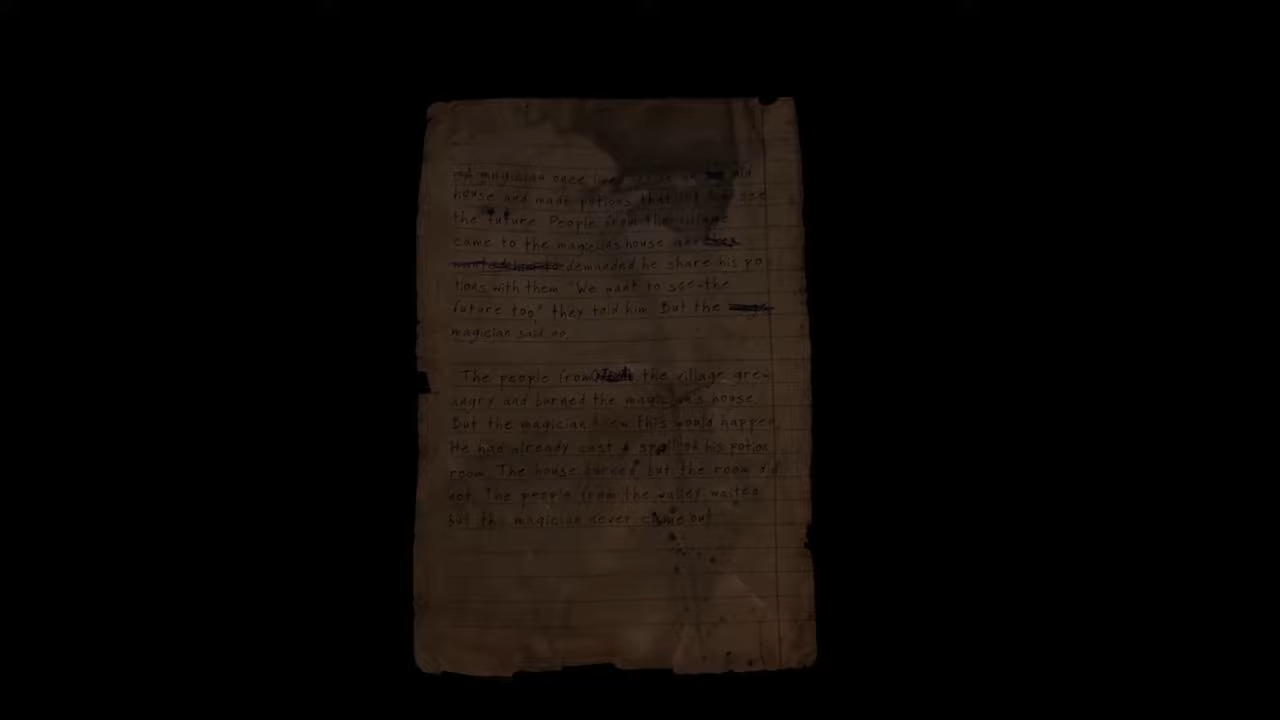 magician once lived old
house and made potions that let him see
the future. People from the village
came to the magicians house and
demanded he share his po
tions with them "We want to see the
future too" they told him. But the
magician said no.
The people from the village grew
angry and burned the magician's house.
But the magician knew this would happen.
He had already cast a spell on his potion
room. The house burned, but the room did
not. The people from the valley waited
but the magician never came out